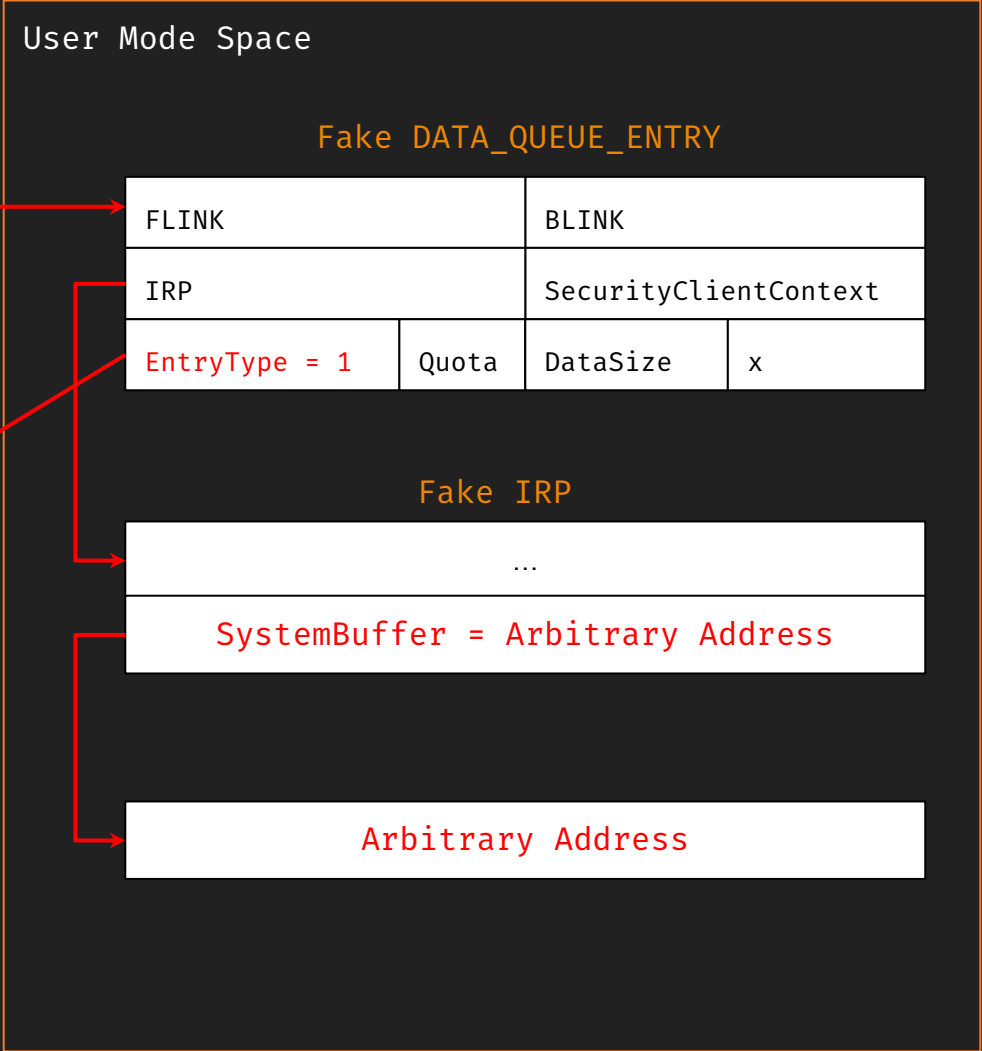 User Mode Space
Fake DATA_QUEUE_ENTRY
FLINK BLINK
IRP SecurityClientContext
EntryType = 1 Quota DataSize x
Fake IRP
…
SystemBuffer = Arbitrary Address
Arbitrary Address